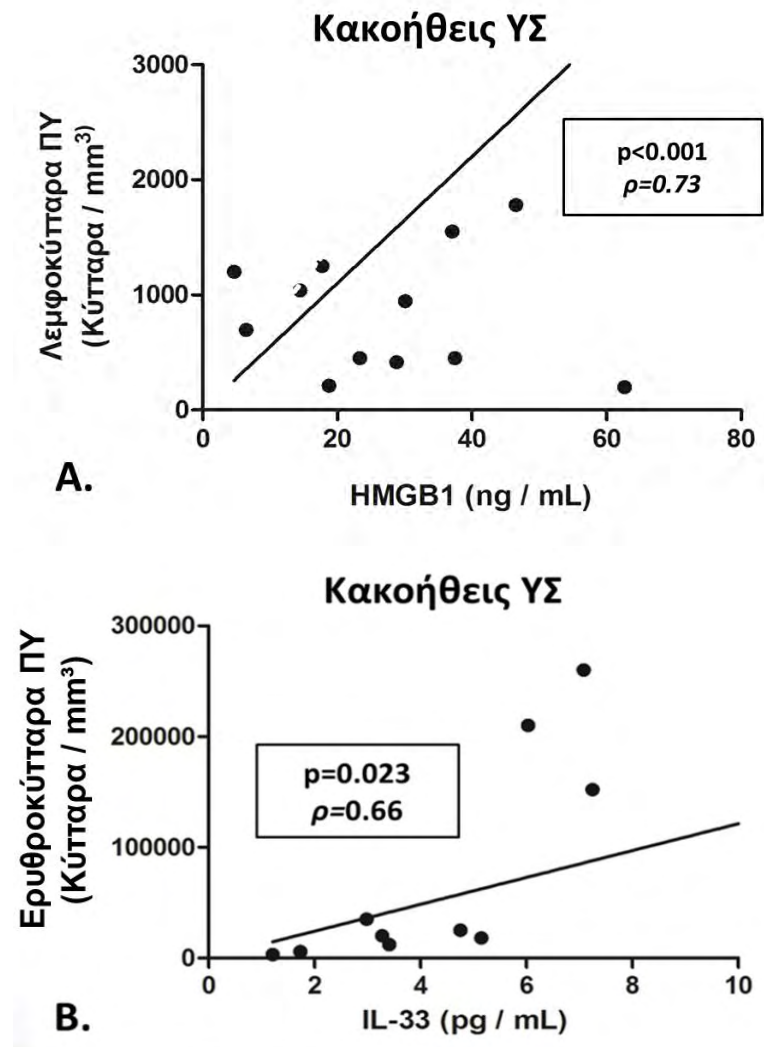 Κακοήθεις ΥΣ
3000
2000
1000
0
Λεμφοκύτταρα ΠΥ
(Κύτταρα / mm³)
p<0.001
ρ=0.73
0 20 40 60 80
HMGB1 (ng / mL)
A.
Κακοήθεις ΥΣ
300000
200000
100000
0
Ερυθροκύτταρα ΠΥ
(Κύτταρα / mm³)
p=0.023
ρ=0.66
0 2 4 6 8 10
IL-33 (pg / mL)
B.